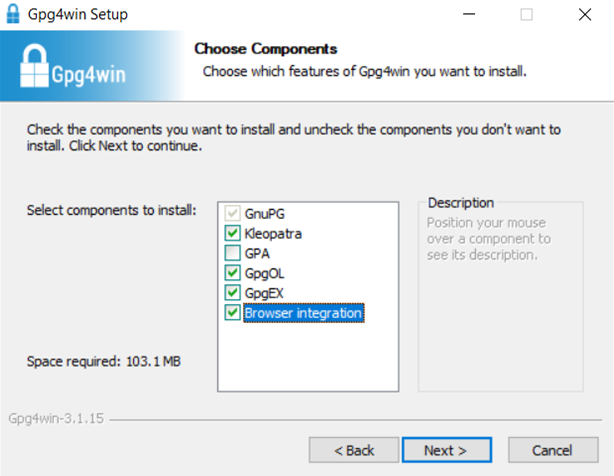 Gpg4win Setup
Choose Components
Choose which features of Gpg4win you want to install.
Gpg4win
Check the components you want to install and uncheck the components you don't want to
install. Click Next to continue.
Select components to install:
GnuPG
Kleopatra
GPA
GpgOL
GpgEX
Browser integration
Description
Position your mouse
over a component to
see its description.
Space required: 103.1 MB
Gpg4win-3.1.15
< Back
Next >
Cancel